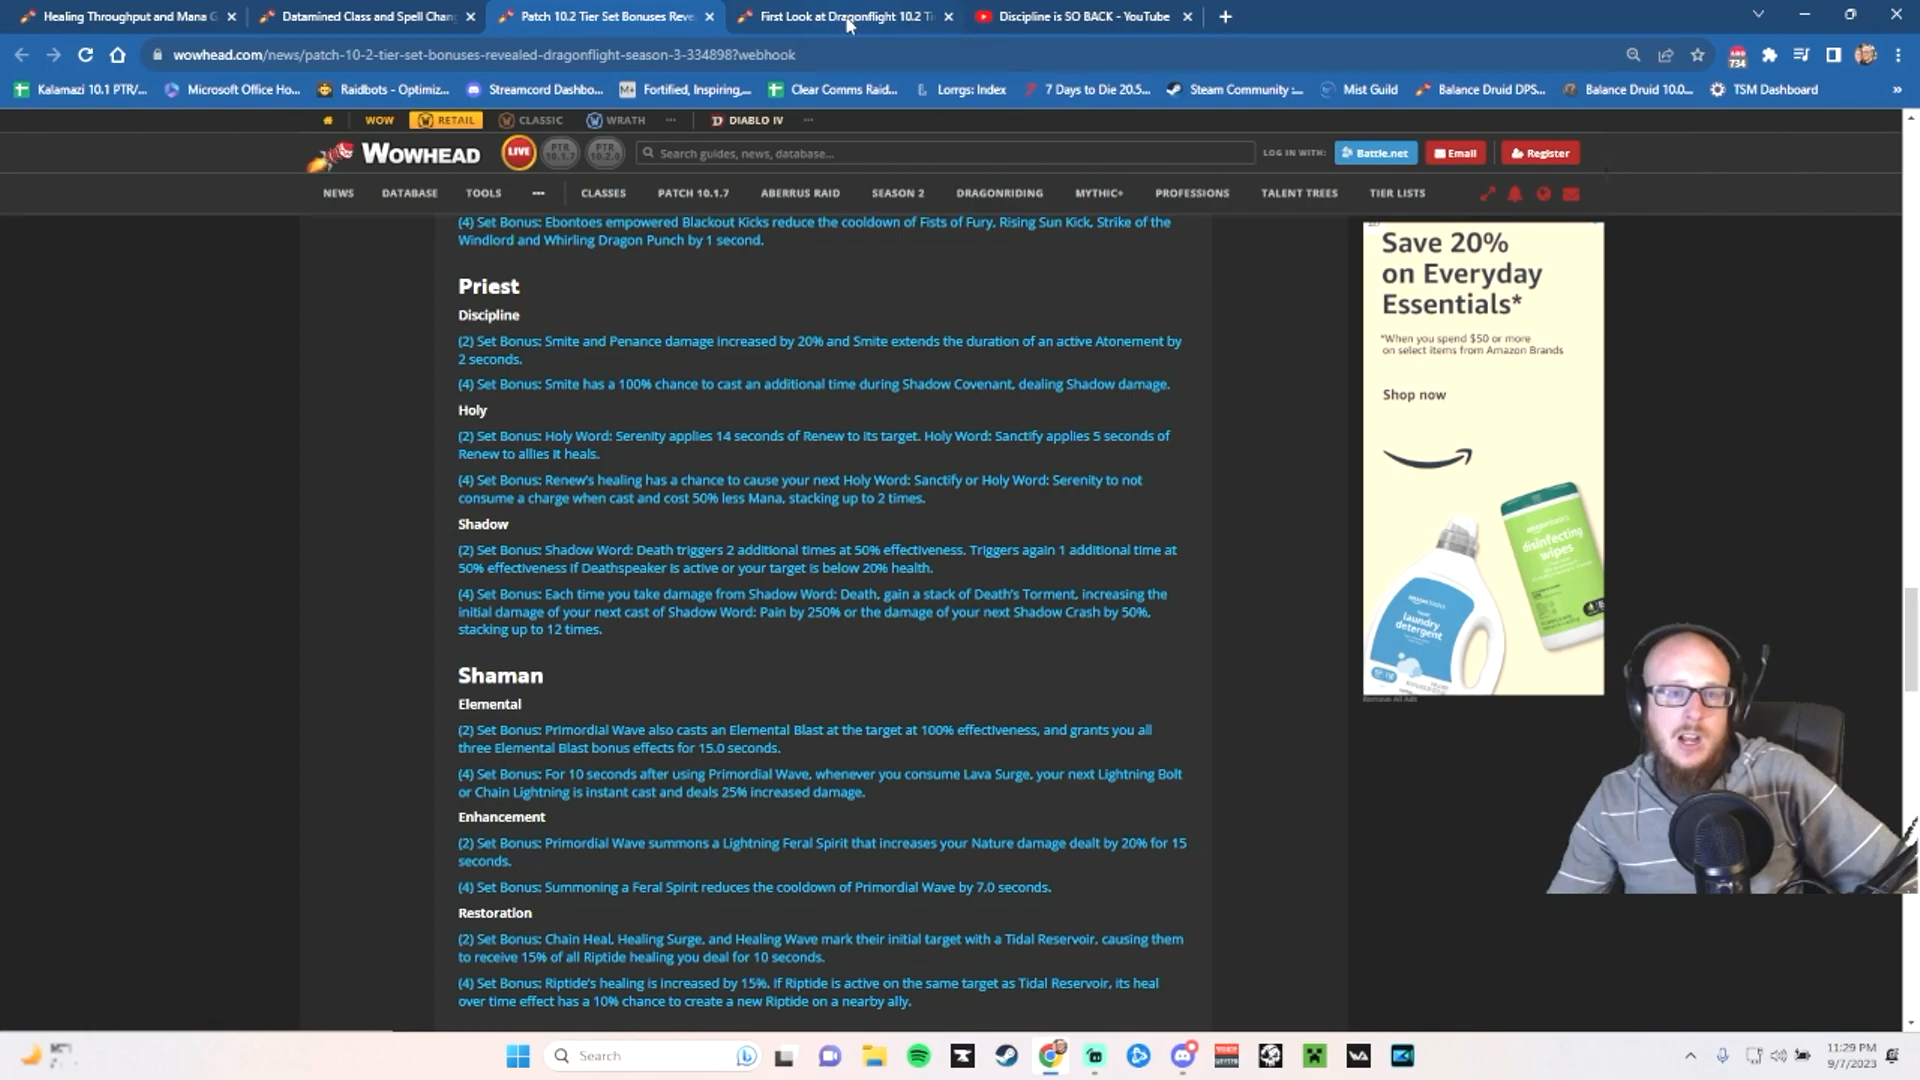 Healing Throughput and Mana G
Datamined Class and Spell Chang
Patch 10.2 Tier Set Bonuses Reve
First Look at Dragonflight 10.2 Ti
Discipline is SO BACK - YouTube
wowhead.com/news/patch-10-2-tier-set-bonuses-revealed-dragonflight-season-3-334898?webhook
734
Kalamazi 10.1 PTR/...
Microsoft Office Ho...
Raidbots - Optimiz...
Streamcord Dashbo...
M+
Fortified, Inspiring,...
Clear Comms Raid...
Lorrgs: Index
7 Days to Die 20.5...
Steam Community :...
Mist Guild
Balance Druid DPS...
Balance Druid 10.0...
TSM Dashboard
»
WOW
RETAIL
CLASSIC
WRATH
...
DIABLO IV
...
WOWHEAD
LIVE
PTR 10.1.7
PTR 10.2.0
Search guides, news, database...
LOG IN WITH:
Battle.net
Email
Register
NEWS
DATABASE
TOOLS
...
CLASSES
PATCH 10.1.7
ABERRUS RAID
SEASON 2
DRAGONRIDING
MYTHIC+
PROFESSIONS
TALENT TREES
TIER LISTS
(4) Set Bonus: Ebontoes empowered Blackout Kicks reduce the cooldown of Fists of Fury, Rising Sun Kick, Strike of the
Windlord and Whirling Dragon Punch by 1 second.
Priest
Discipline
(2) Set Bonus: Smite and Penance damage increased by 20% and Smite extends the duration of an active Atonement by
2 seconds.
(4) Set Bonus: Smite has a 100% chance to cast an additional time during Shadow Covenant, dealing Shadow damage.
Holy
(2) Set Bonus: Holy Word: Serenity applies 14 seconds of Renew to its target. Holy Word: Sanctify applies 5 seconds of
Renew to allies it heals.
(4) Set Bonus: Renew's healing has a chance to cause your next Holy Word: Sanctify or Holy Word: Serenity to not
consume a charge when cast and cost 50% less Mana, stacking up to 2 times.
Shadow
(2) Set Bonus: Shadow Word: Death triggers 2 additional times at 50% effectiveness. Triggers again 1 additional time at
50% effectiveness if Deathspeaker is active or your target is below 20% health.
(4) Set Bonus: Each time you take damage from Shadow Word: Death, gain a stack of Death's Torment, increasing the
initial damage of your next cast of Shadow Word: Pain by 250% or the damage of your next Shadow Crash by 50%,
stacking up to 12 times.
Shaman
Elemental
(2) Set Bonus: Primordial Wave also casts an Elemental Blast at the target at 100% effectiveness, and grants you all
three Elemental Blast bonus effects for 15.0 seconds.
(4) Set Bonus: For 10 seconds after using Primordial Wave, whenever you consume Lava Surge, your next Lightning Bolt
or Chain Lightning is instant cast and deals 25% increased damage.
Enhancement
(2) Set Bonus: Primordial Wave summons a Lightning Feral Spirit that increases your Nature damage dealt by 20% for 15
seconds.
(4) Set Bonus: Summoning a Feral Spirit reduces the cooldown of Primordial Wave by 7.0 seconds.
Restoration
(2) Set Bonus: Chain Heal, Healing Surge, and Healing Wave mark their initial target with a Tidal Reservoir, causing them
to receive 15% of all Riptide healing you deal for 10 seconds.
(4) Set Bonus: Riptide's healing is increased by 15%. If Riptide is active on the same target as Tidal Reservoir, its heal
over time effect has a 10% chance to create a new Riptide on a nearby ally.
Save 20%
on Everyday
Essentials*
*When you spend $50 or more
on select items from Amazon Brands
Shop now
disinfecting
wipes
laundry
detergent
Remove All Ads
Search
11:29 PM
9/7/2023